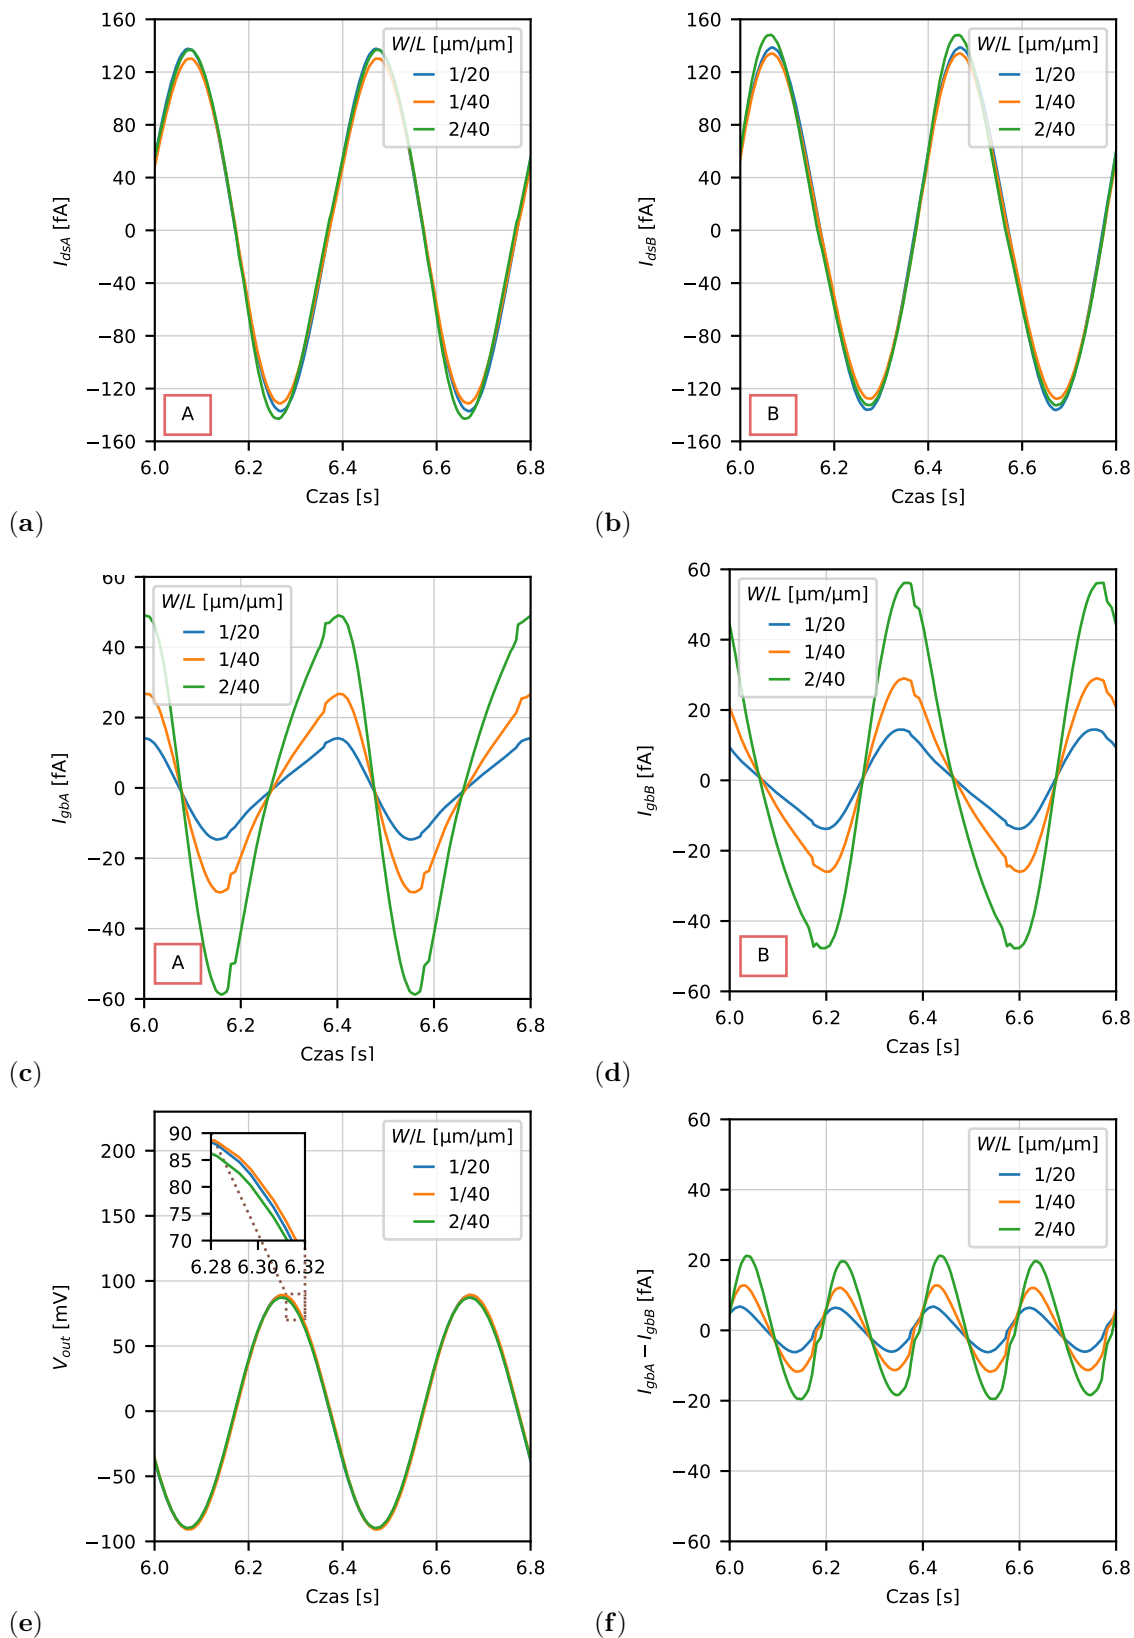 160
120
80
40
0
−40
−80
−120
−160
I_dsA [fA]
W/L [μm/μm]
1/20
1/40
2/40
A
6.0 6.2 6.4 6.6 6.8
Czas [s]
(a)
160
120
80
40
0
−40
−80
−120
−160
I_dsB [fA]
W/L [μm/μm]
1/20
1/40
2/40
B
6.0 6.2 6.4 6.6 6.8
Czas [s]
(b)
60
40
20
0
−20
−40
−60
I_gbA [fA]
W/L [μm/μm]
1/20
1/40
2/40
A
6.0 6.2 6.4 6.6 6.8
Czas [s]
(c)
60
40
20
0
−20
−40
−60
I_gbB [fA]
W/L [μm/μm]
1/20
1/40
2/40
B
6.0 6.2 6.4 6.6 6.8
Czas [s]
(d)
200
150
100
50
0
−50
−100
V_out [mV]
90
85
80
75
70
6.28 6.30 6.32
W/L [μm/μm]
1/20
1/40
2/40
6.0 6.2 6.4 6.6 6.8
Czas [s]
(e)
60
40
20
0
−20
−40
−60
I_gbA − I_gbB [fA]
W/L [μm/μm]
1/20
1/40
2/40
6.0 6.2 6.4 6.6 6.8
Czas [s]
(f)